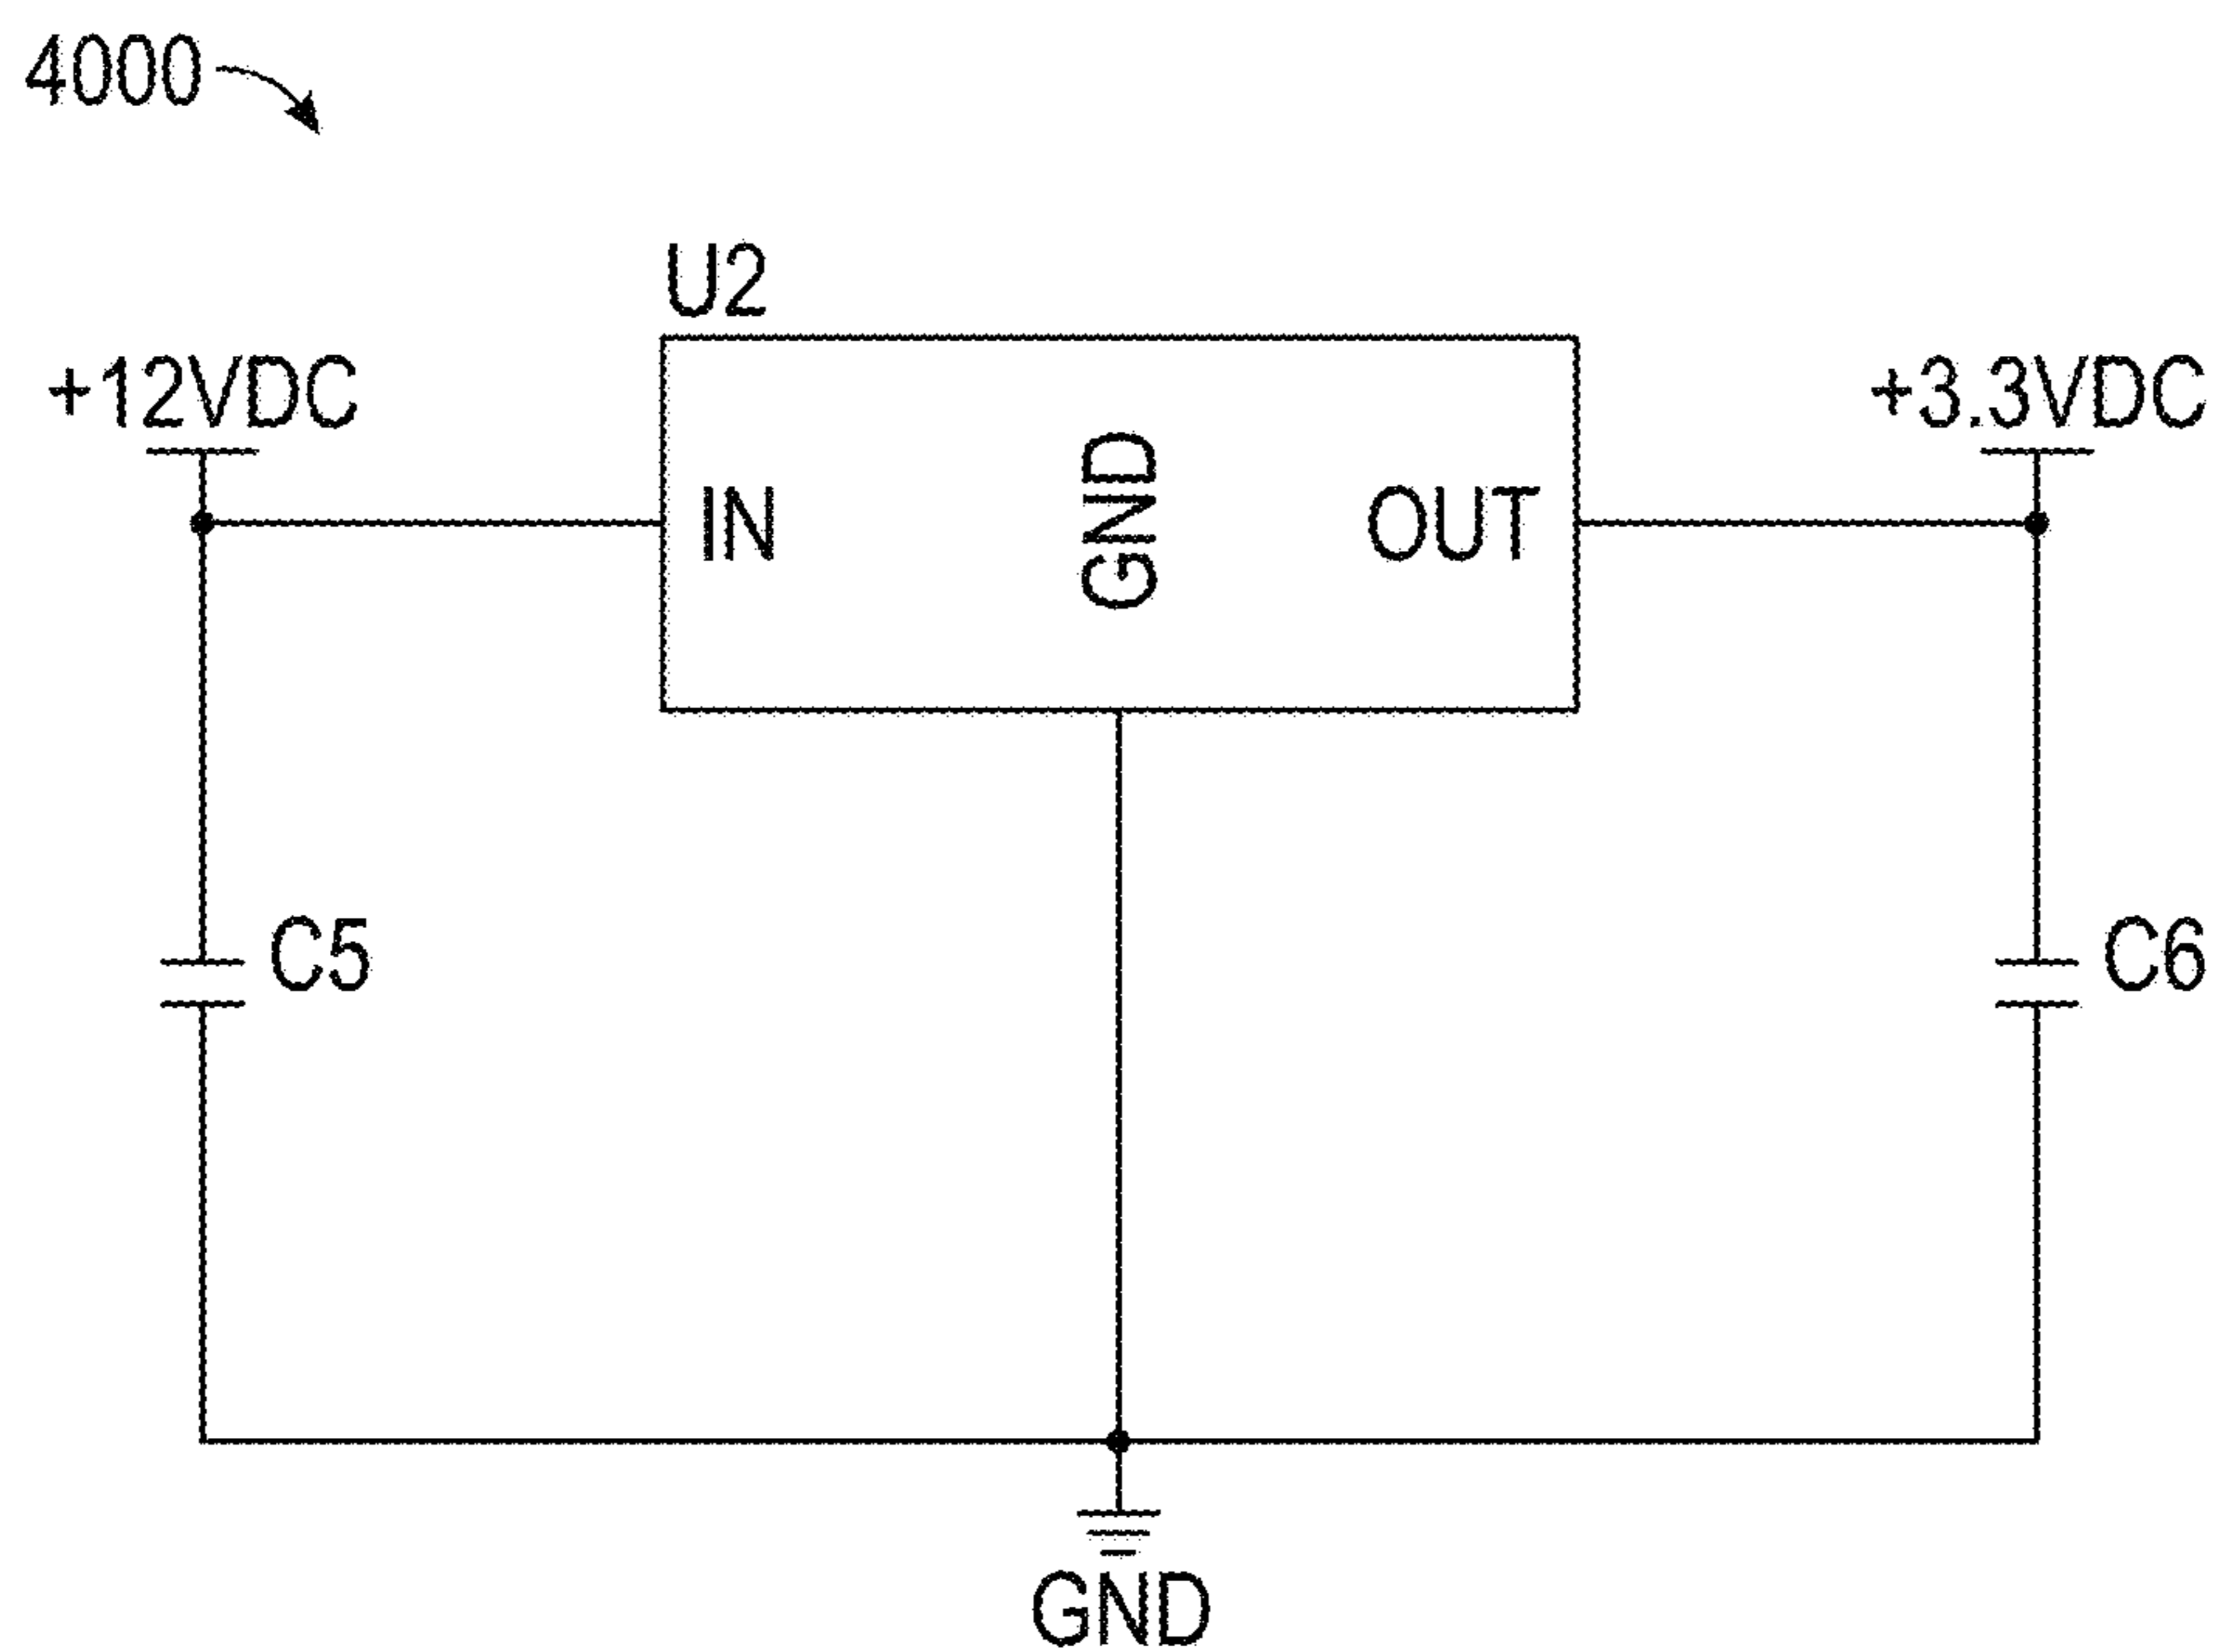 4000
U2
+12VDC
+3.3VDC
IN
GND
OUT
C5
C6
GND